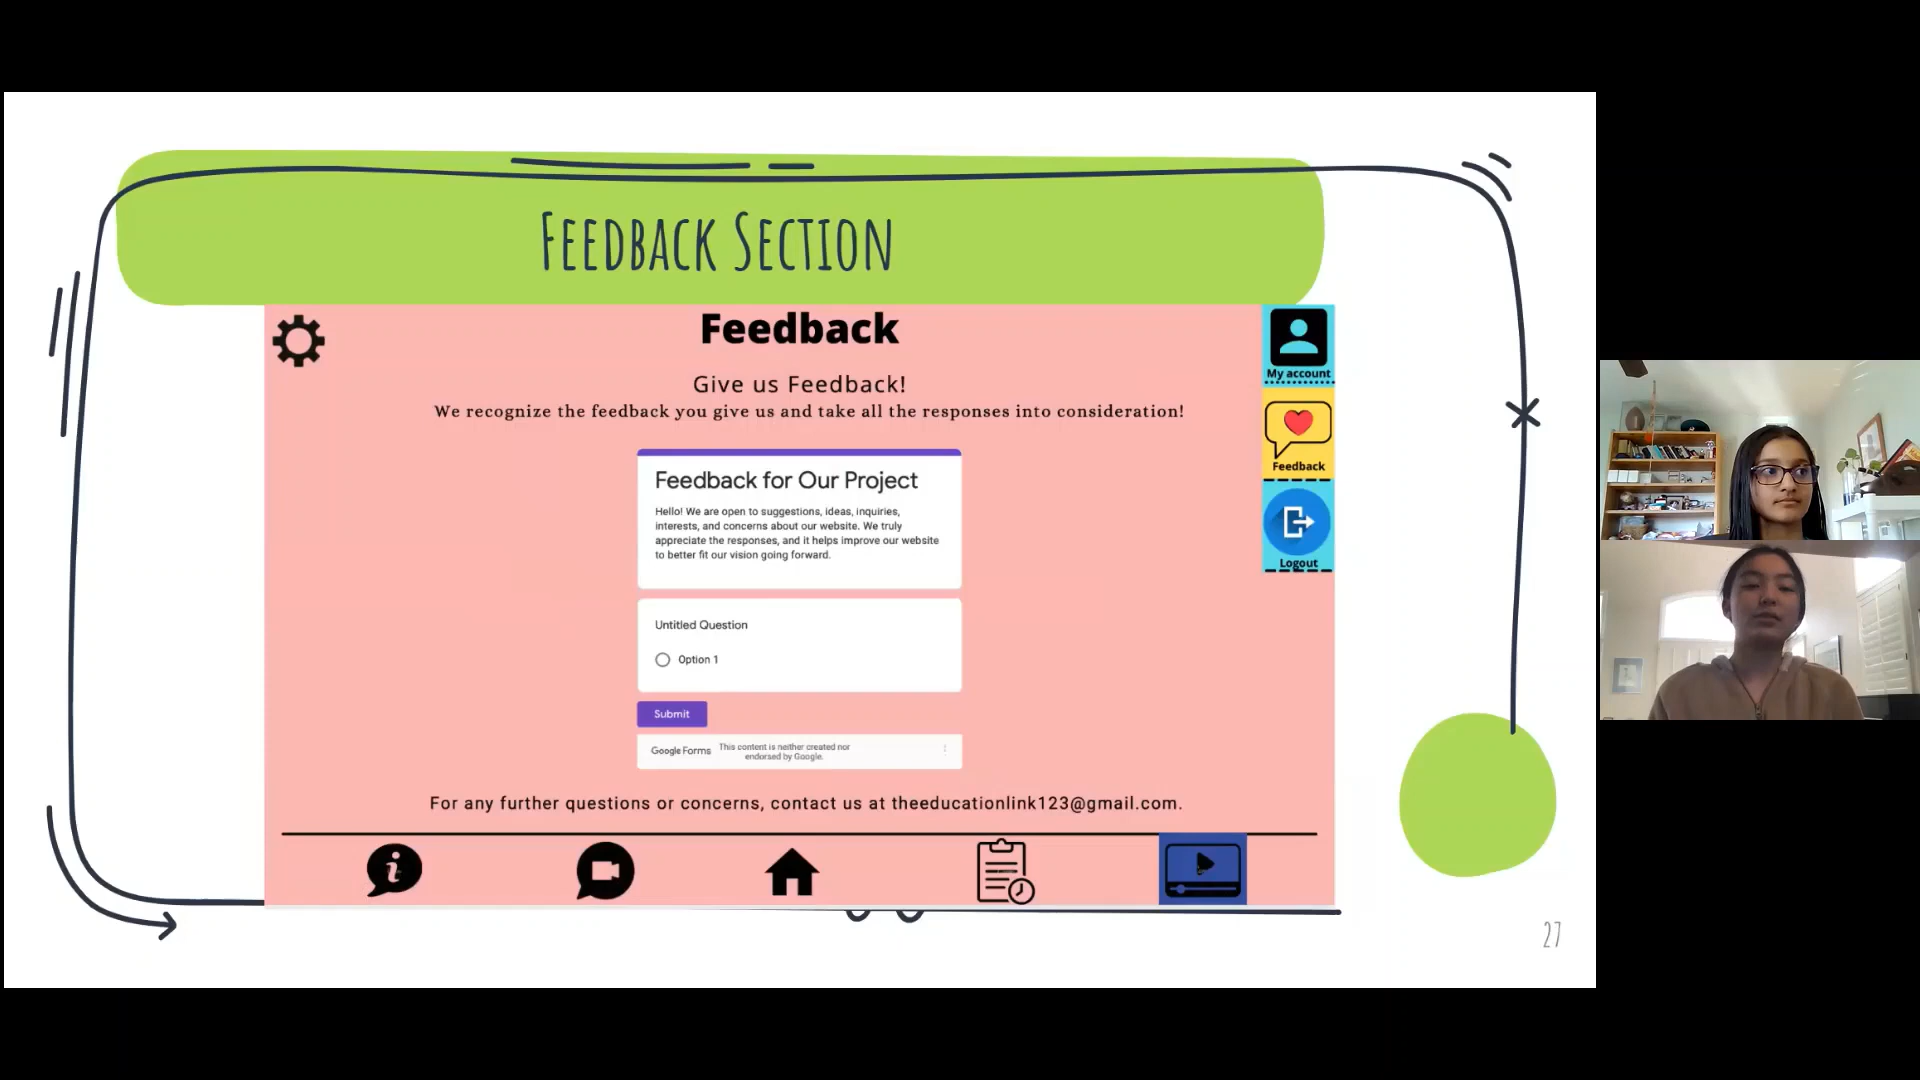 FEEDBACK SECTION
Feedback
Give us Feedback!
We recognize the feedback you give us and take all the responses into consideration!
My account
Feedback
Logout
Feedback for Our Project
Hello! We are open to suggestions, ideas, inquiries,
interests, and concerns about our website. We truly
appreciate the responses, and it helps improve our website
to better fit our vision going forward.
Untitled Question
Option 1
Submit
Google Forms
This content is neither created nor
endorsed by Google.
For any further questions or concerns, contact us at theeducationlink123@gmail.com.
27